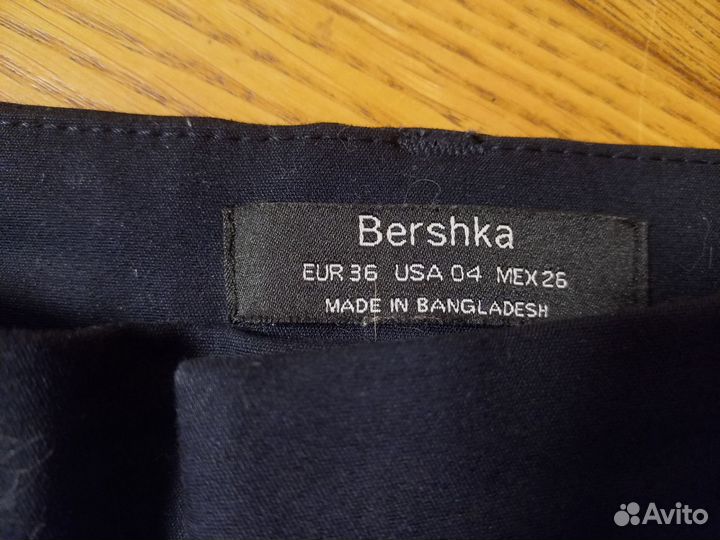 Bershka
EUR 36 USA 04 MEX 26
MADE IN BANGLADESH
Avito